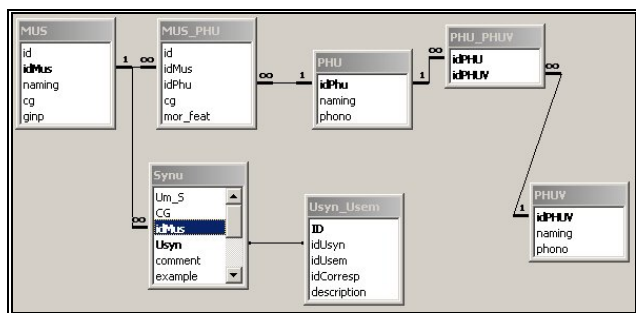 MUS
id
idMus
naming
cg
ginp
1
∞
MUS_PHU
id
idMus
idPhu
cg
mor_feat
∞
1
PHU
idPhu
naming
phono
1
∞
PHU_PHUV
idPHU
idPHUV
∞
1
PHUV
idPHUV
naming
phono
∞
Synu
Um_S
CG
idMus
Usyn
comment
example
Usyn_Usem
ID
idUsyn
idUsem
idCorresp
description